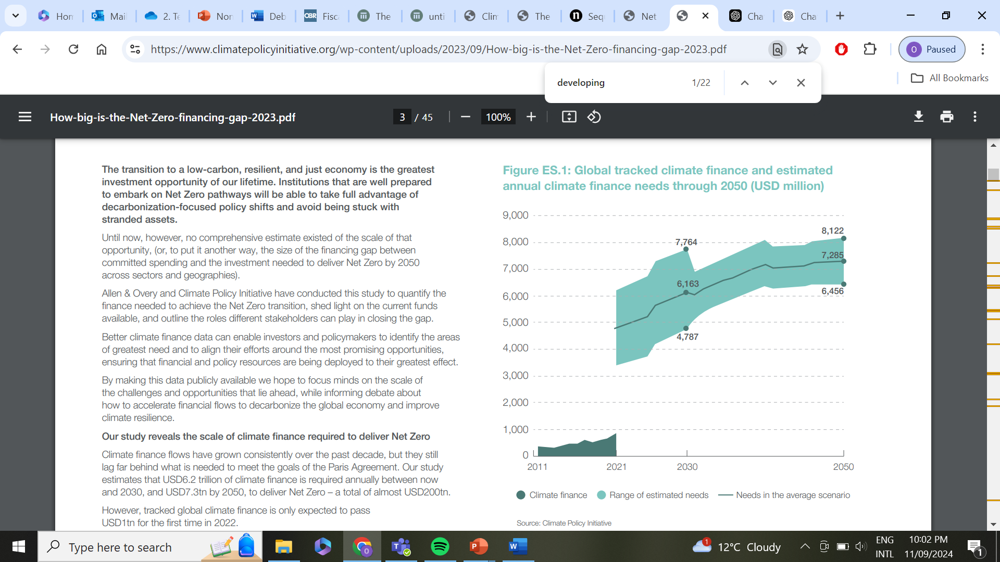 Hon
Mail
2. Te
Non
Deb
OBR
Fisc
The
unti
Clim
The
n
Seq
Net
Cha
Cha
https://www.climatepolicyinitiative.org/wp-content/uploads/2023/09/How-big-is-the-Net-Zero-financing-gap-2023.pdf
O Paused
developing 1/22
All Bookmarks
How-big-is-the-Net-Zero-financing-gap-2023.pdf
3 / 45
100%
The transition to a low-carbon, resilient, and just economy is the greatest
investment opportunity of our lifetime. Institutions that are well prepared
to embark on Net Zero pathways will be able to take full advantage of
decarbonization-focused policy shifts and avoid being stuck with
stranded assets.
Until now, however, no comprehensive estimate existed of the scale of that
opportunity, (or, to put it another way, the size of the financing gap between
committed spending and the investment needed to deliver Net Zero by 2050
across sectors and geographies).
Allen & Overy and Climate Policy Initiative have conducted this study to quantify the
finance needed to achieve the Net Zero transition, shed light on the current funds
available, and outline the roles different stakeholders can play in closing the gap.
Better climate finance data can enable investors and policymakers to identify the areas
of greatest need and to align their efforts around the most promising opportunities,
ensuring that financial and policy resources are being deployed to their greatest effect.
By making this data publicly available we hope to focus minds on the scale of
the challenges and opportunities that lie ahead, while informing debate about
how to accelerate financial flows to decarbonize the global economy and improve
climate resilience.
Our study reveals the scale of climate finance required to deliver Net Zero
Climate finance flows have grown consistently over the past decade, but they still
lag far behind what is needed to meet the goals of the Paris Agreement. Our study
estimates that USD6.2 trillion of climate finance is required annually between now
and 2030, and USD7.3tn by 2050, to deliver Net Zero – a total of almost USD200tn.
However, tracked global climate finance is only expected to pass
USD1tn for the first time in 2022.
Figure ES.1: Global tracked climate finance and estimated
annual climate finance needs through 2050 (USD million)
9,000
8,000
7,000
6,000
5,000
4,000
3,000
2,000
1,000
0
7,764
6,163
4,787
8,122
7,285
6,456
2011
2021
2030
2050
Climate finance
Range of estimated needs
Needs in the average scenario
Source: Climate Policy Initiative
Type here to search
1
12°C Cloudy
ENG
INTL
10:02 PM
11/09/2024
1